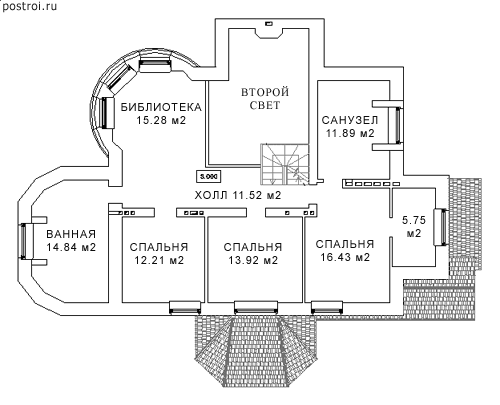 postroi.ru
БИБЛИОТЕКА
15.28 м2
ВТОРОЙ
СВЕТ
САНУЗЕЛ
11.89 м2
3.000
ХОЛЛ 11.52 м2
ВАННАЯ
14.84 м2
СПАЛЬНЯ
12.21 м2
СПАЛЬНЯ
13.92 м2
СПАЛЬНЯ
16.43 м2
5.75
м2